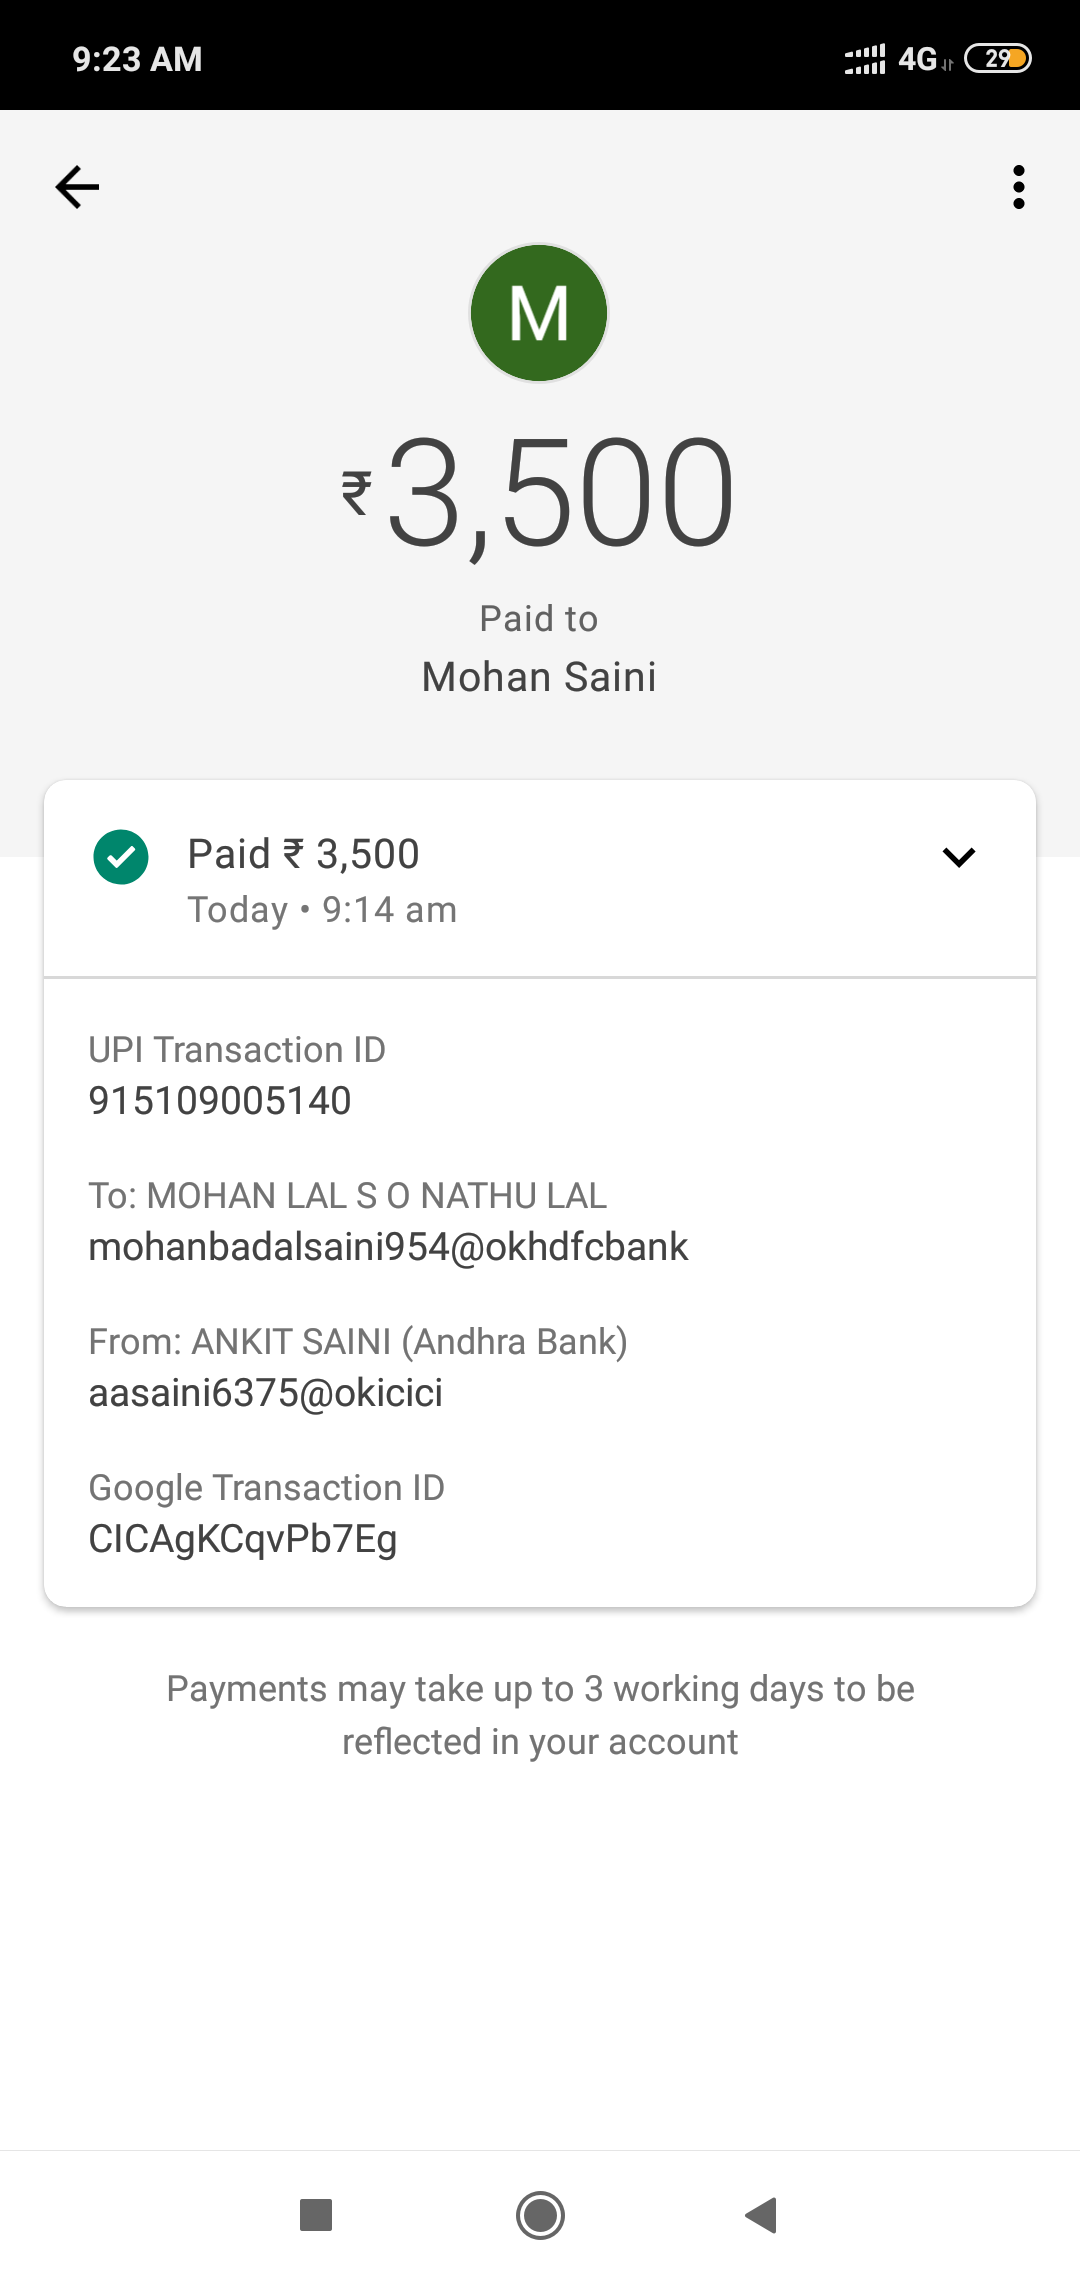 9:23 AM
4G 29
M
₹3,500
Paid to
Mohan Saini
Paid ₹ 3,500
Today • 9:14 am
UPI Transaction ID
915109005140
To: MOHAN LAL S O NATHU LAL
mohanbadalsaini954@okhdfcbank
From: ANKIT SAINI (Andhra Bank)
aasaini6375@okicici
Google Transaction ID
CICAgKCqvPb7Eg
Payments may take up to 3 working days to be
reflected in your account